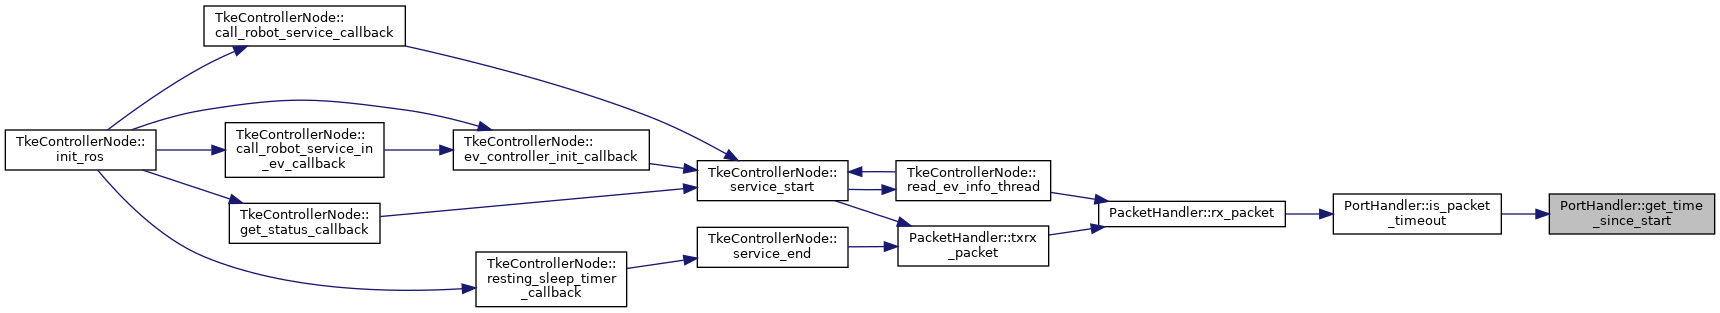 TkeControllerNode::
call_robot_service_callback
TkeControllerNode::
init_ros
TkeControllerNode::
call_robot_service_in
_ev_callback
TkeControllerNode::
ev_controller_init_callback
TkeControllerNode::
get_status_callback
TkeControllerNode::
resting_sleep_timer
_callback
TkeControllerNode::
service_start
TkeControllerNode::
service_end
TkeControllerNode::
read_ev_info_thread
PacketHandler::txrx
_packet
PacketHandler::rx_packet
PortHandler::is_packet
_timeout
PortHandler::get_time
_since_start